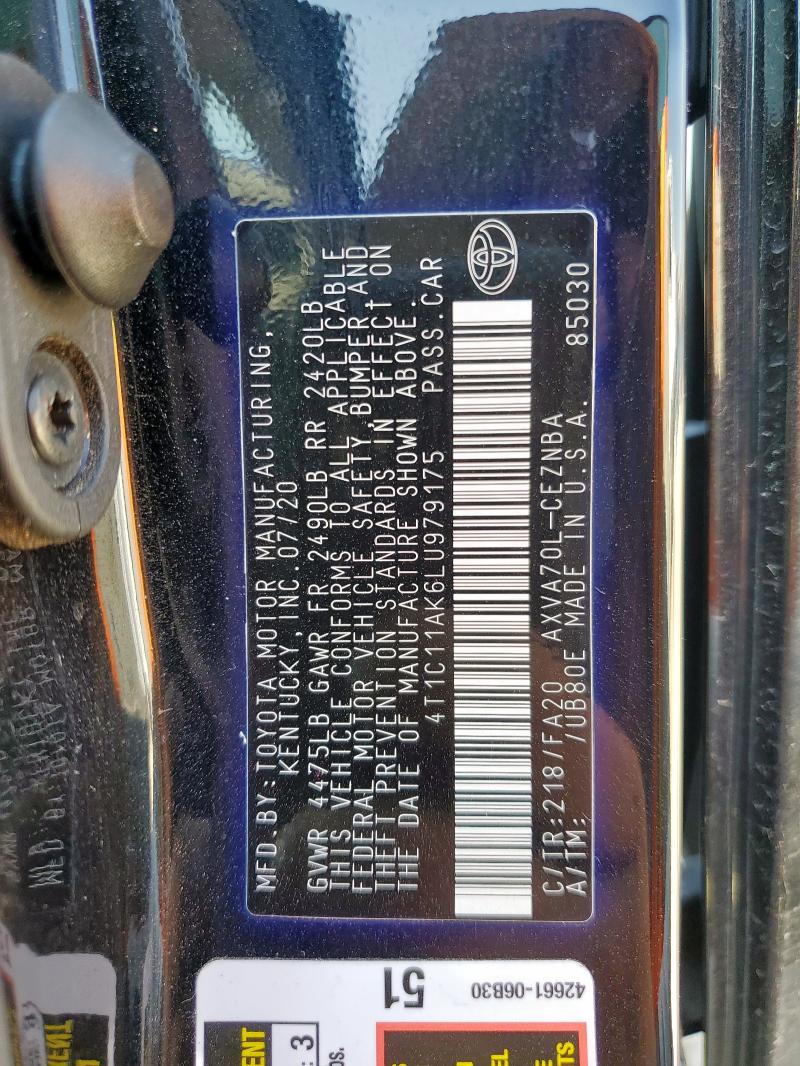 MFD.BY:TOYOTA MOTOR MANUFACTURING,
KENTUCKY,INC.07/20
GVWR 4475LB GAWR FR 2490LB RR 2420LB
THIS VEHICLE CONFORMS TO ALL APPLICABLE
FEDERAL MOTOR VEHICLE SAFETY,BUMPER,AND
THEFT PREVENTION STANDARDS IN EFFECT ON
THE DATE OF MANUFACTURE SHOWN ABOVE.
4T1C11AK6LU979175 PASS.CAR
C/TR:218/FA20 AXVA70L-CEZNBA
A/TM: /UB80E MADE IN U.S.A. 85030
51
42661-06B30
3